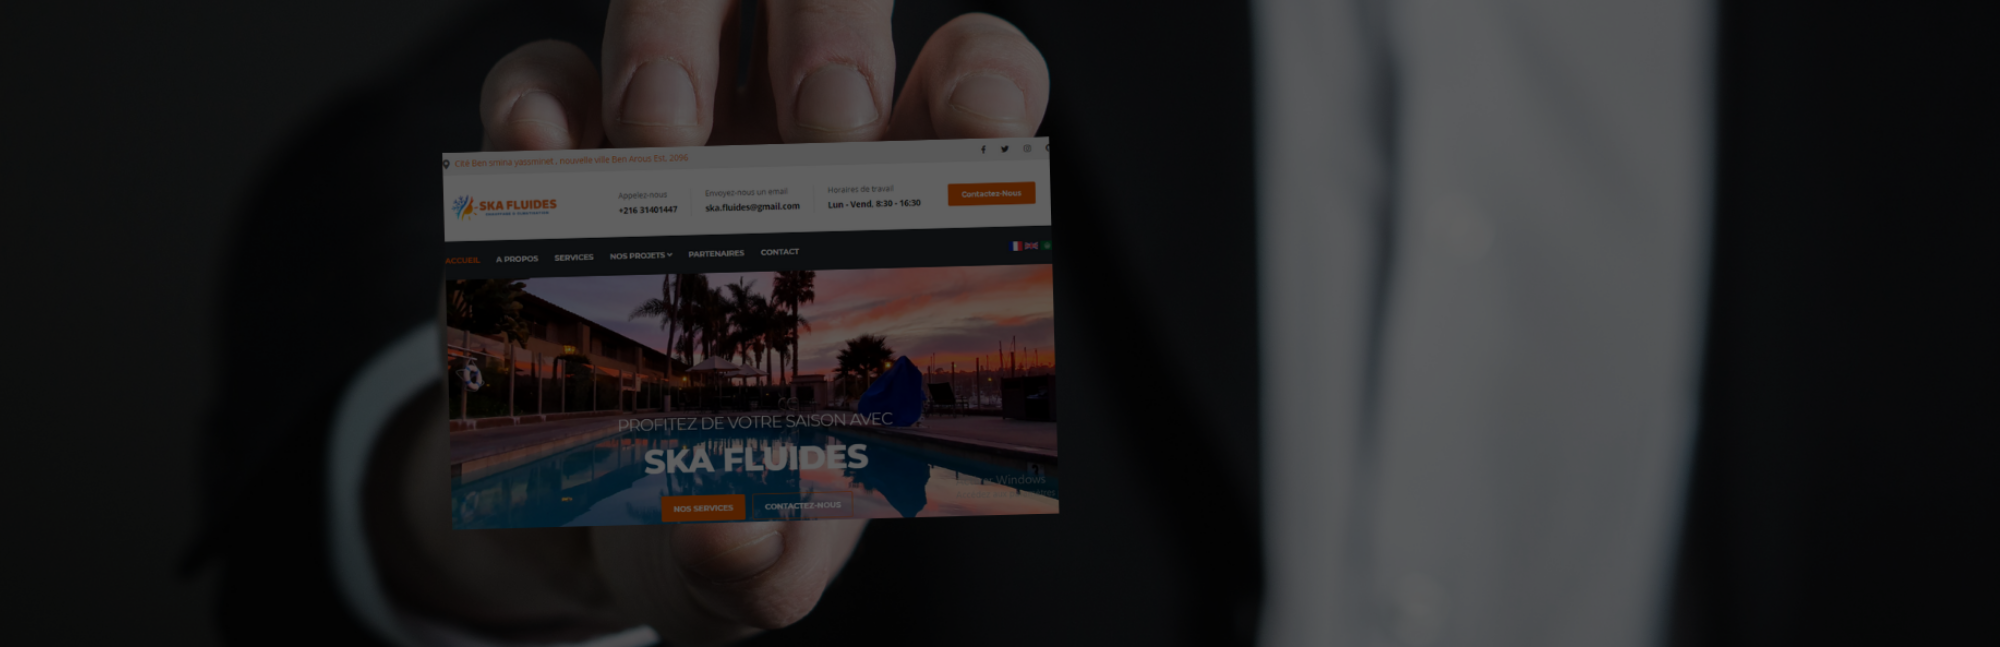 Cité Ben smina yassminet , nouvelle ville Ben Arous Est. 2096
SKA FLUIDES
Appelez-nous
+216 31401447
Envoyez-nous un email
ska.fluides@gmail.com
Horaires de travail
Lun - Vend. 8:30 - 16:30
Contactez-Nous
ACCUEIL A PROPOS SERVICES NOS PROJETS PARTENAIRES CONTACT
PROFITEZ DE VOTRE SAISON AVEC
SKA FLUIDES
NOS SERVICES CONTACTEZ-NOUS
Windows